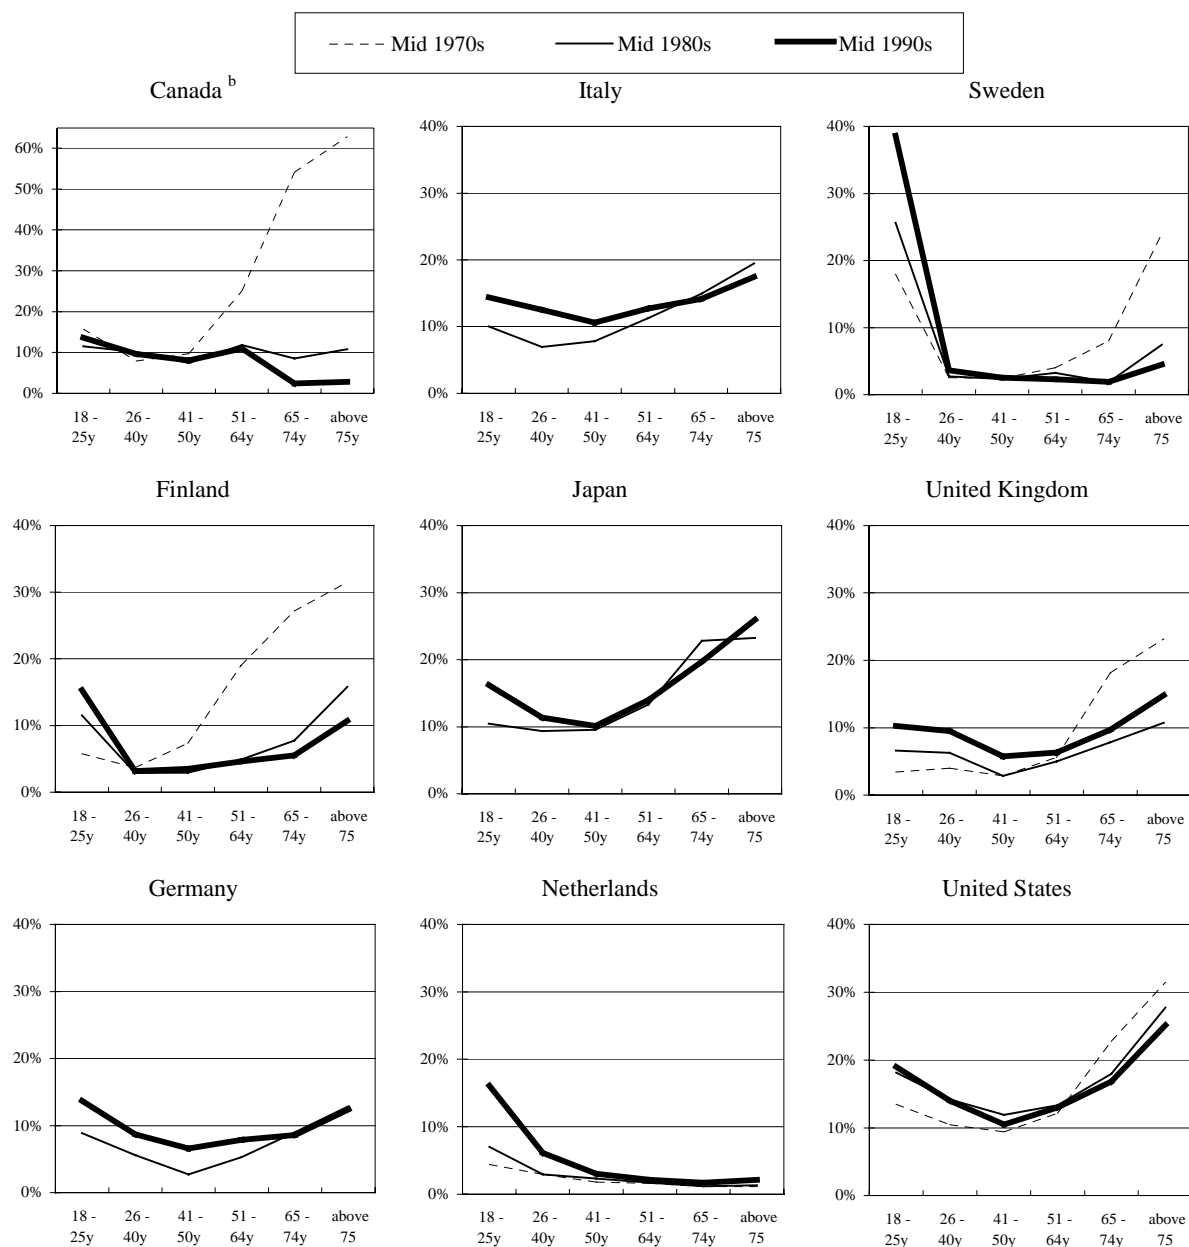 Mid 1970s Mid 1980s Mid 1990s
Canada b
60%
50%
40%
30%
20%
10%
0%
18 - 26 - 41 - 51 - 65 - above
25y 40y 50y 64y 74y 75y
Italy
40%
30%
20%
10%
0%
18 - 26 - 41 - 51 - 65 - above
25y 40y 50y 64y 74y 75
Sweden
40%
30%
20%
10%
0%
18 - 26 - 41 - 51 - 65 - above
25y 40y 50y 64y 74y 75
Finland
40%
30%
20%
10%
0%
18 - 26 - 41 - 51 - 65 - above
25y 40y 50y 64y 74y 75
Japan
40%
30%
20%
10%
0%
18 - 26 - 41 - 51 - 65 - above
25y 40y 50y 64y 74y 75
United Kingdom
40%
30%
20%
10%
0%
18 - 26 - 41 - 51 - 65 - above
25y 40y 50y 64y 74y 75
Germany
40%
30%
20%
10%
0%
18 - 26 - 41 - 51 - 65 - above
25y 40y 50y 64y 74y 75
Netherlands
40%
30%
20%
10%
0%
18 - 26 - 41 - 51 - 65 - above
25y 40y 50y 64y 74y 75
United States
40%
30%
20%
10%
0%
18 - 26 - 41 - 51 - 65 - above
25y 40y 50y 64y 74y 75